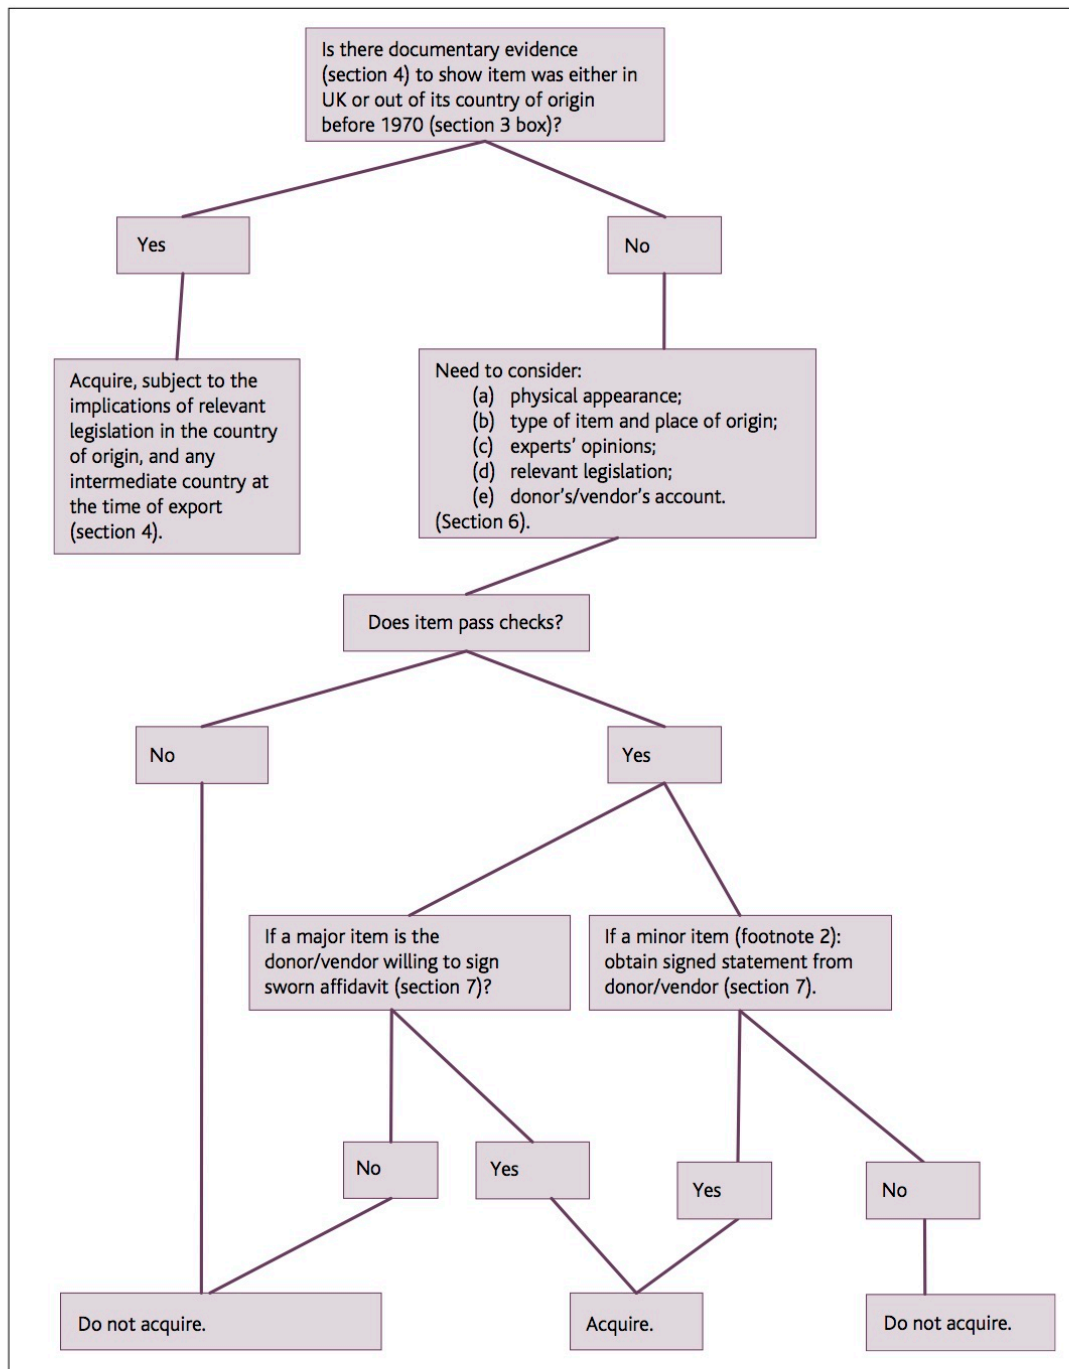 Is there documentary evidence
(section 4) to show item was either in
UK or out of its country of origin
before 1970 (section 3 box)?
Yes
No
Acquire, subject to the
implications of relevant
legislation in the country
of origin, and any
intermediate country at
the time of export
(section 4).
Need to consider:
(a) physical appearance;
(b) type of item and place of origin;
(c) experts’ opinions;
(d) relevant legislation;
(e) donor’s/vendor’s account.
(Section 6).
Does item pass checks?
No
Yes
If a major item is the
donor/vendor willing to sign
sworn affidavit (section 7)?
If a minor item (footnote 2):
obtain signed statement from
donor/vendor (section 7).
No
Yes
Yes
No
Do not acquire.
Acquire.
Do not acquire.